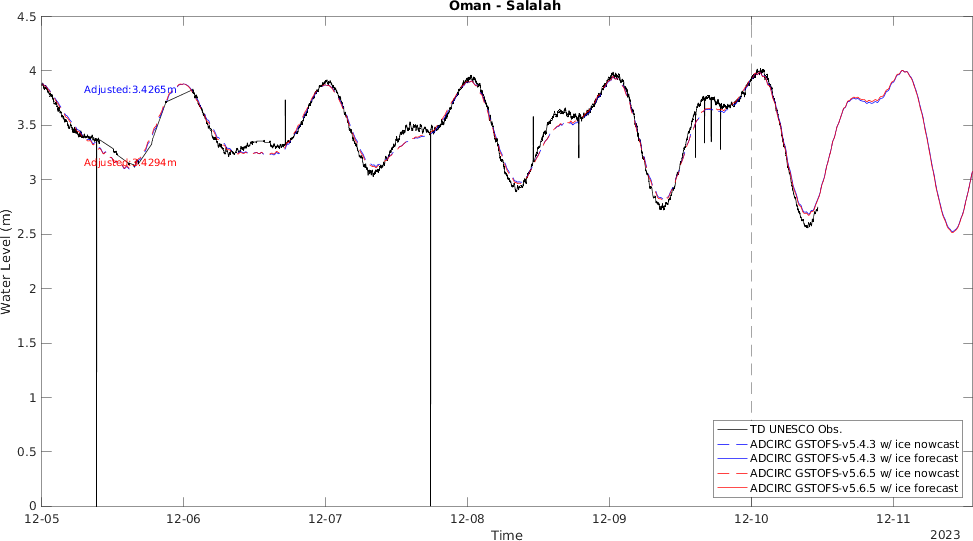 Oman - Salalah
4.5
4
3.5
3
2.5
2
1.5
1
0.5
0
Water Level (m)
Adjusted:3.4265m
Adjusted:3.4294m
TD UNESCO Obs.
ADCIRC GSTOFS-v5.4.3 w/ ice nowcast
ADCIRC GSTOFS-v5.4.3 w/ ice forecast
ADCIRC GSTOFS-v5.6.5 w/ ice nowcast
ADCIRC GSTOFS-v5.6.5 w/ ice forecast
12-05 12-06 12-07 12-08 12-09 12-10 12-11
Time
2023